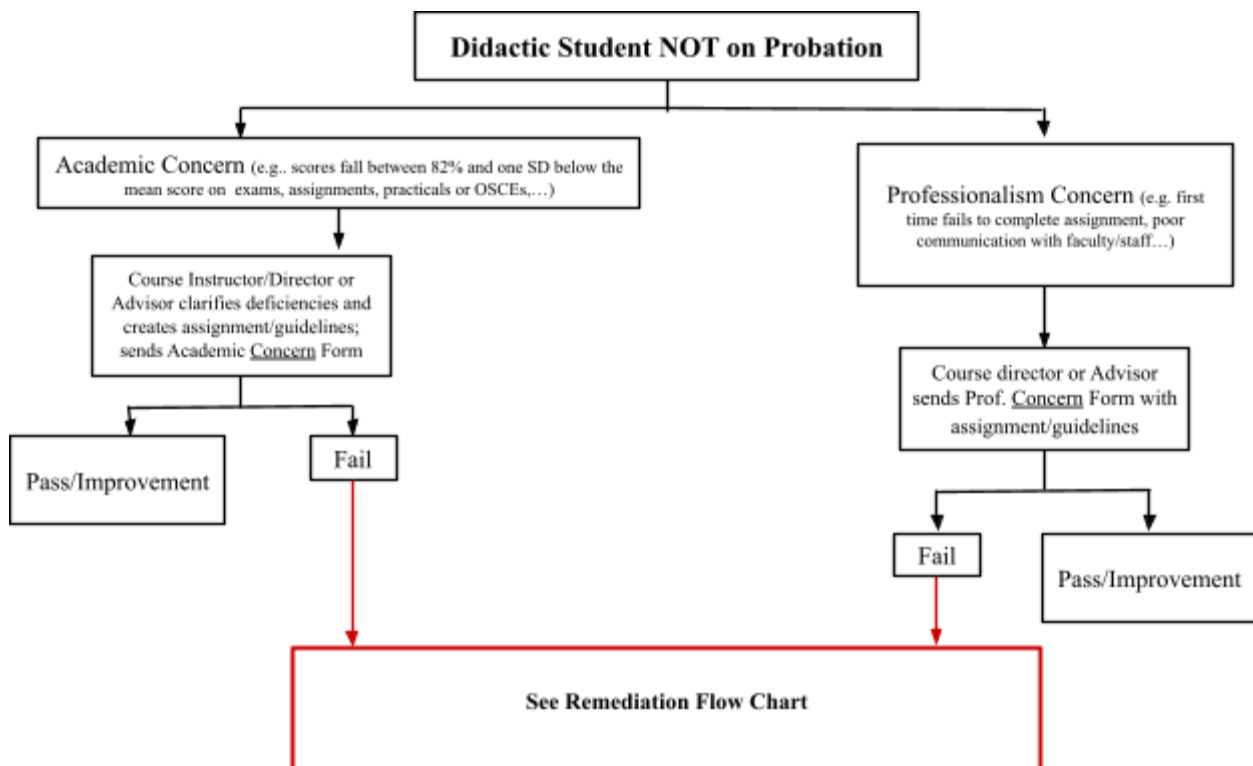 Didactic Student NOT on Probation
Academic Concern (e.g.. scores fall between 82% and one SD below the
mean score on exams, assignments, practicals or OSCEs,…)
Professionalism Concern (e.g. first
time fails to complete assignment, poor
communication with faculty/staff…)
Course Instructor/Director or
Advisor clarifies deficiencies and
creates assignment/guidelines;
sends Academic Concern Form
Course director or Advisor
sends Prof. Concern Form with
assignment/guidelines
Pass/Improvement
Fail
Fail
Pass/Improvement
See Remediation Flow Chart